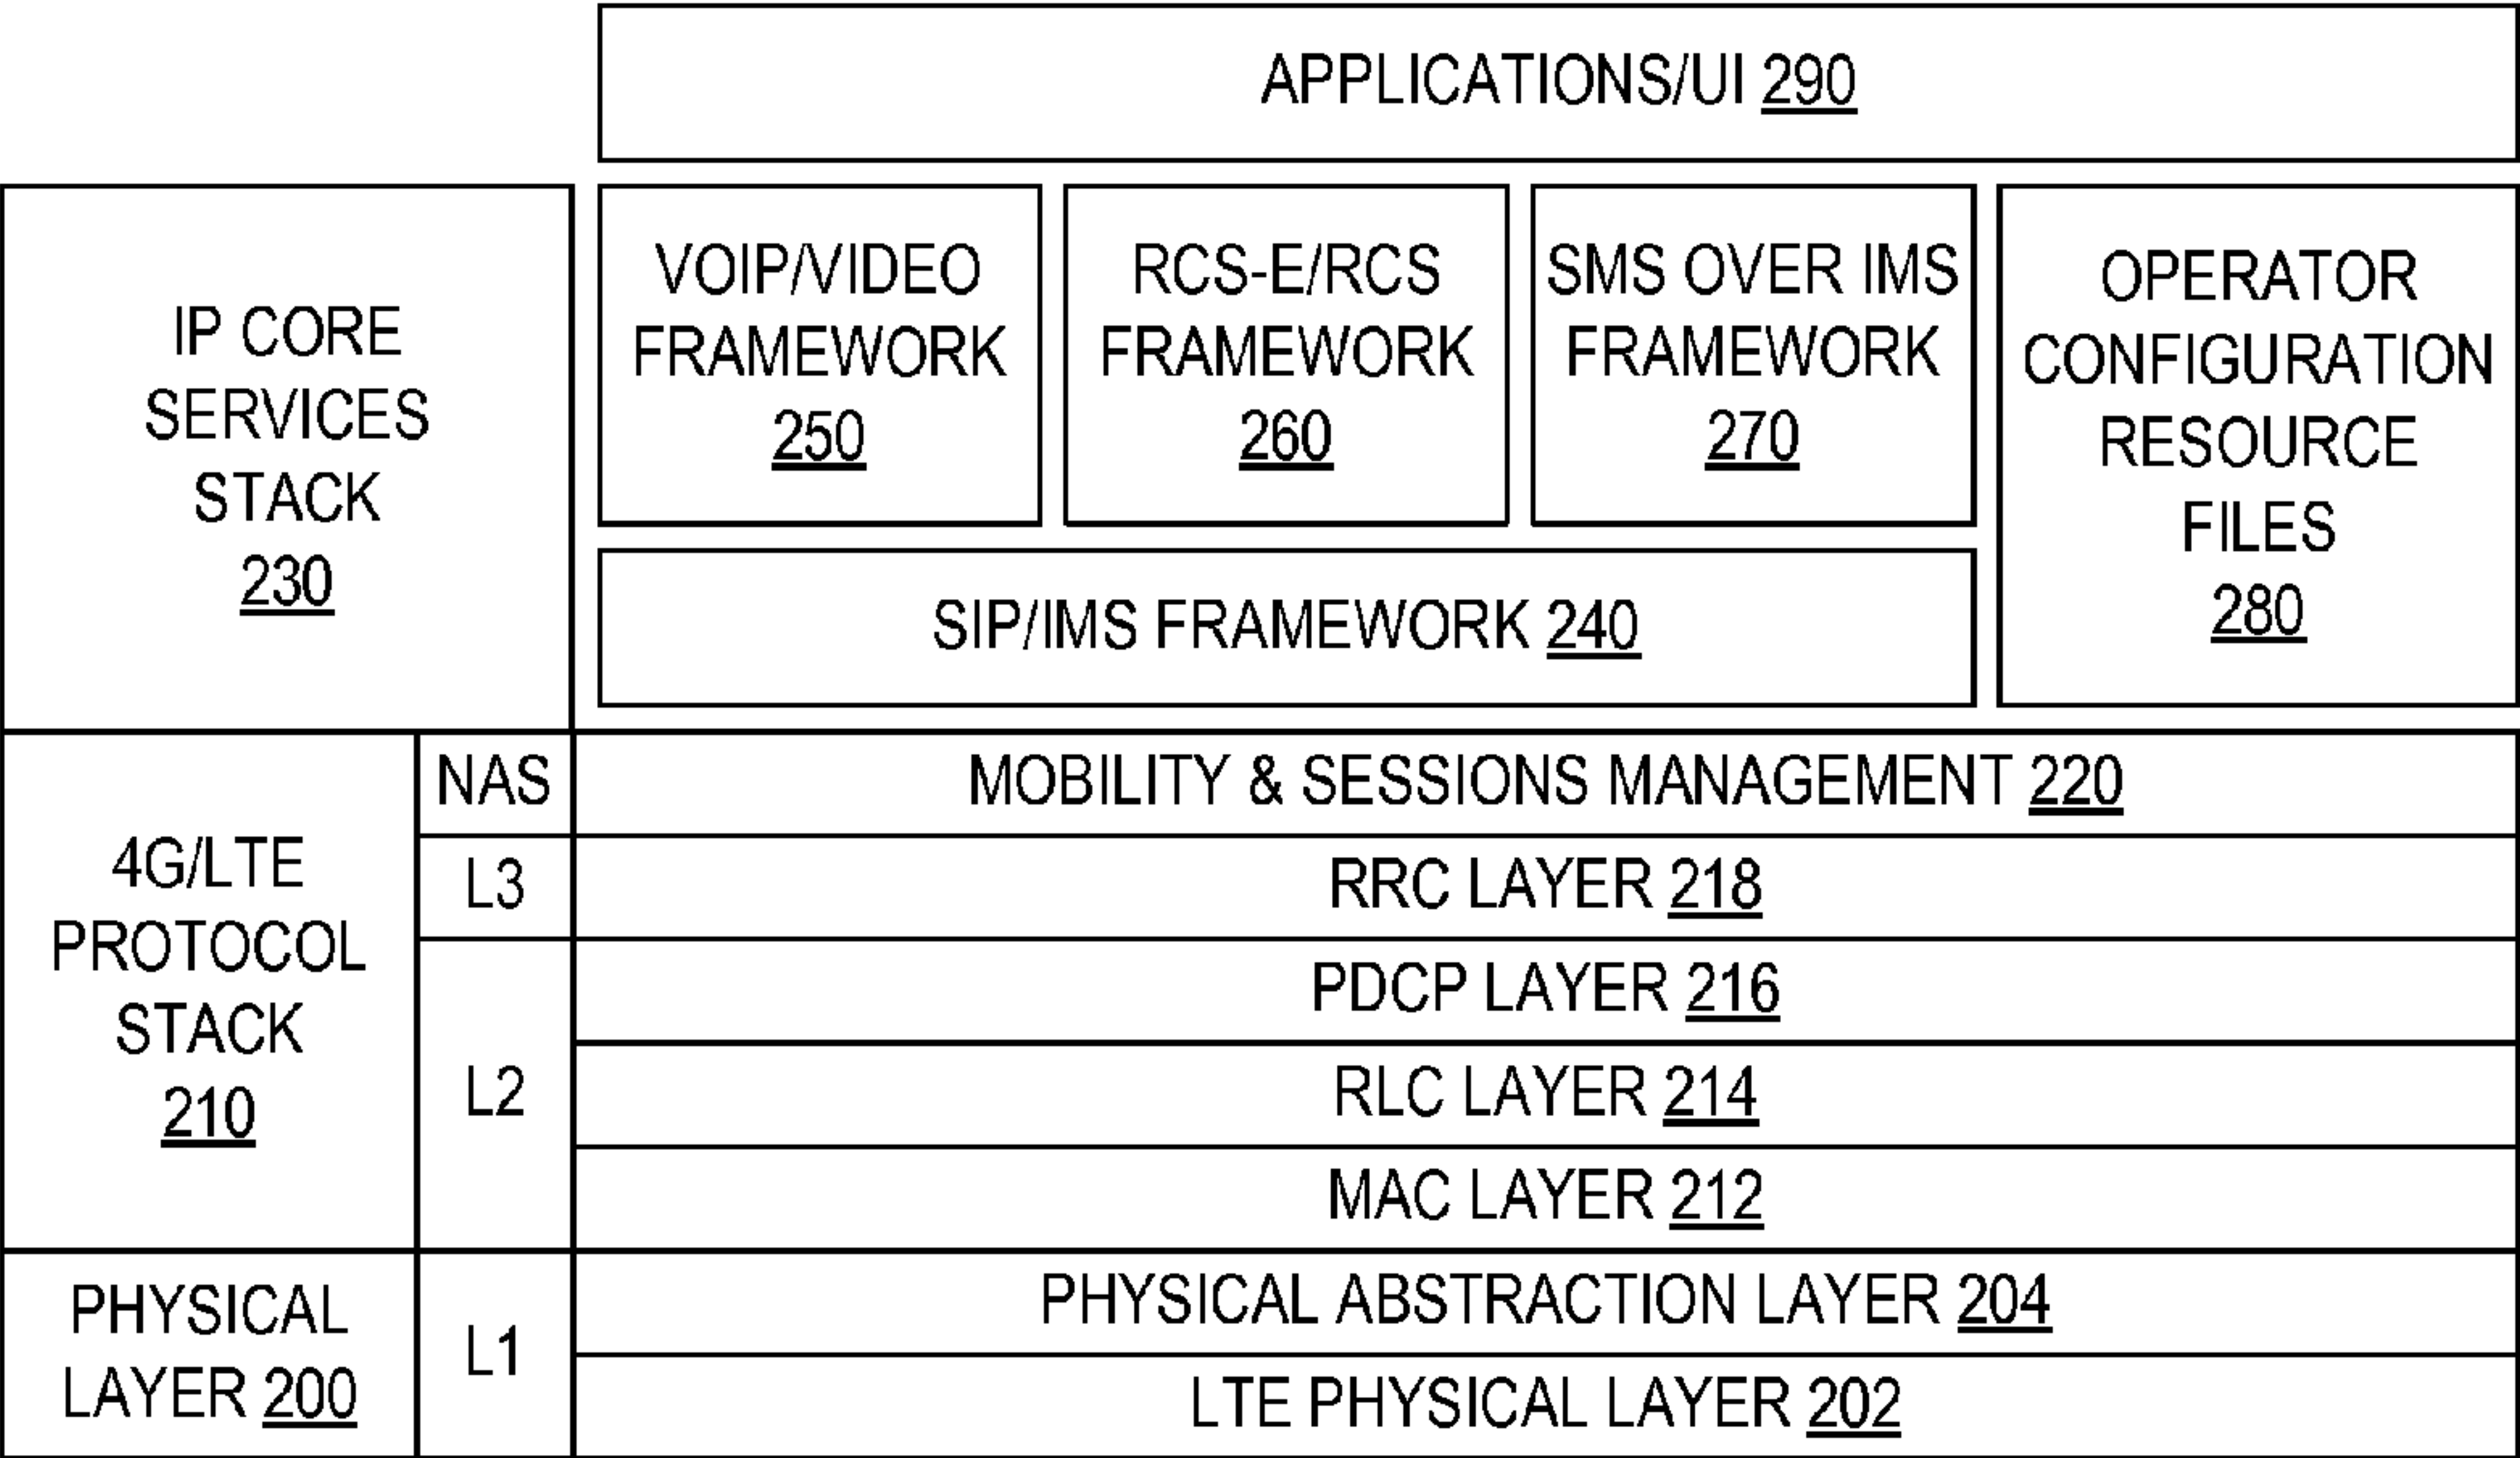 APPLICATIONS/UI 290
IP CORE
SERVICES
STACK
230
VOIP/VIDEO
FRAMEWORK
250
RCS-E/RCS
FRAMEWORK
260
SMS OVER IMS
FRAMEWORK
270
OPERATOR
CONFIGURATION
RESOURCE
FILES
280
SIP/IMS FRAMEWORK 240
4G/LTE
PROTOCOL
STACK
210
NAS
MOBILITY & SESSIONS MANAGEMENT 220
L3
RRC LAYER 218
L2
PDCP LAYER 216
RLC LAYER 214
MAC LAYER 212
PHYSICAL
LAYER 200
L1
PHYSICAL ABSTRACTION LAYER 204
LTE PHYSICAL LAYER 202